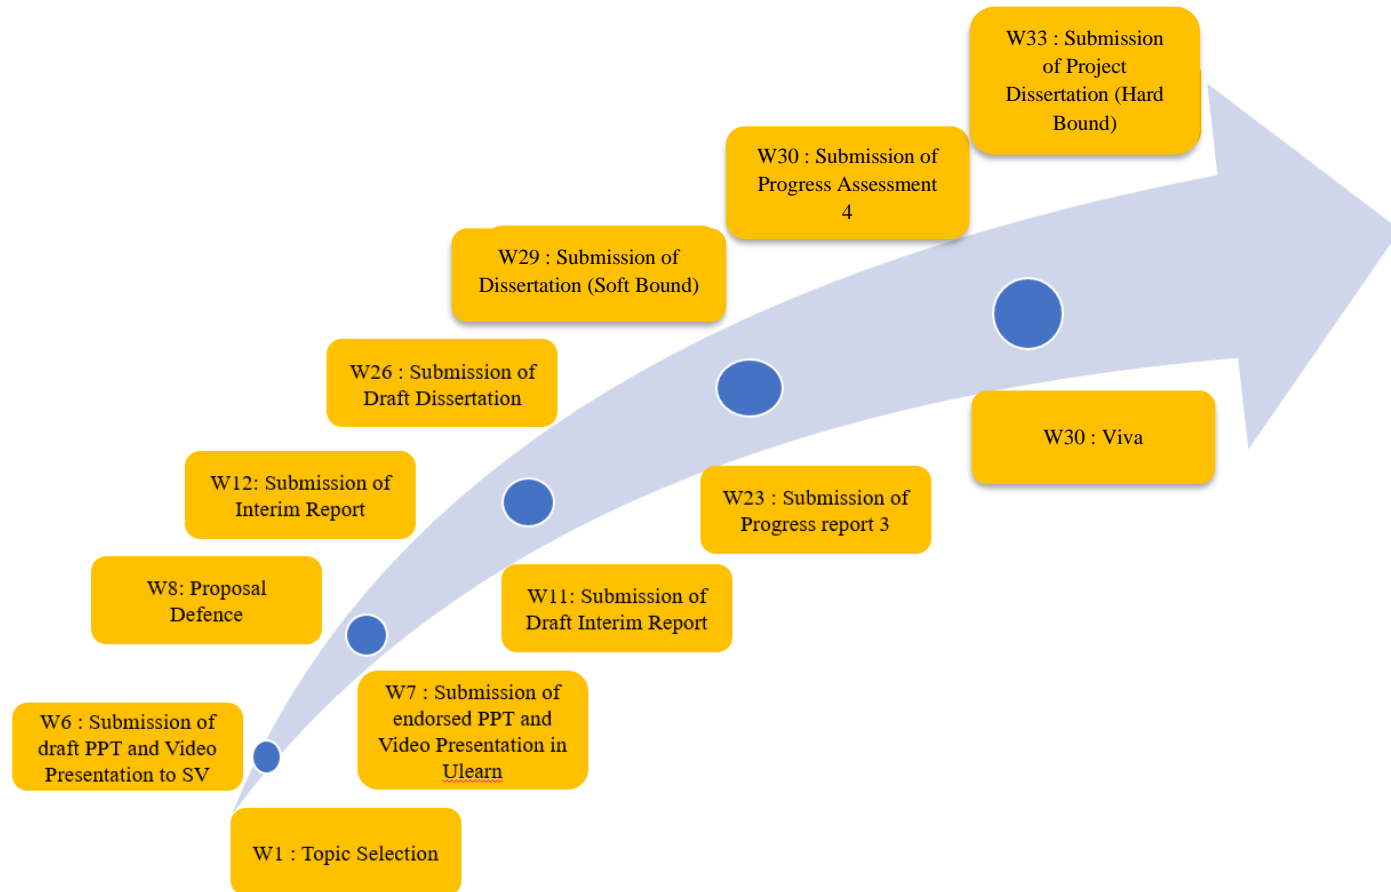 W33 : Submission
of Project
Dissertation (Hard
Bound)
W30 : Submission of
Progress Assessment
4
W29 : Submission of
Dissertation (Soft Bound)
W26 : Submission of
Draft Dissertation
W30 : Viva
W12: Submission of
Interim Report
W23 : Submission of
Progress report 3
W8: Proposal
Defence
W11: Submission of
Draft Interim Report
W6 : Submission of
draft PPT and Video
Presentation to SV
W7 : Submission of
endorsed PPT and
Video Presentation in
Ulearn
W1 : Topic Selection